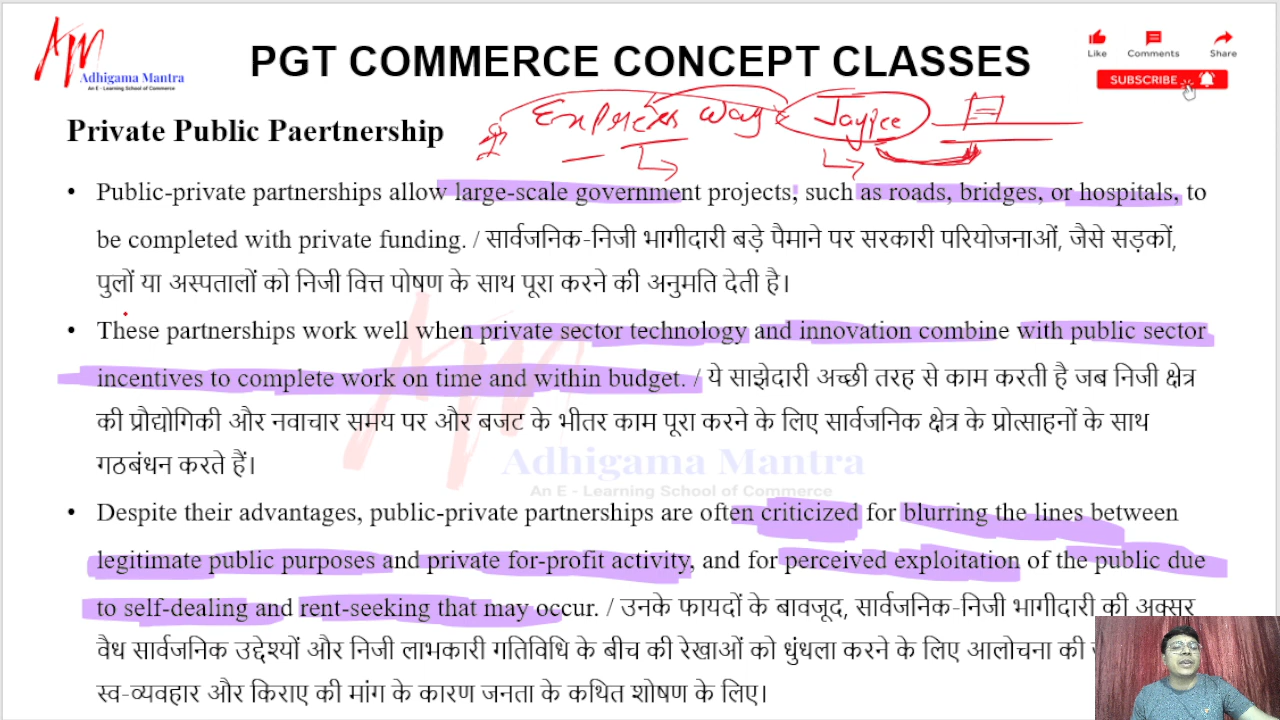 Adhigama Mantra
An E - Learning School of Commerce
PGT COMMERCE CONCEPT CLASSES
Like Comments Share
SUBSCRIBE
Express Way Jaypee
Private Public Paertnership
• Public-private partnerships allow large-scale government projects, such as roads, bridges, or hospitals, to
be completed with private funding. / सार्वजनिक-निजी भागीदारी बड़े पैमाने पर सरकारी परियोजनाओं, जैसे सड़कों,
पुलों या अस्पतालों को निजी वित्त पोषण के साथ पूरा करने की अनुमति देती है।
• These partnerships work well when private sector technology and innovation combine with public sector
incentives to complete work on time and within budget. / ये साझेदारी अच्छी तरह से काम करती है जब निजी क्षेत्र
की प्रौद्योगिकी और नवाचार समय पर और बजट के भीतर काम पूरा करने के लिए सार्वजनिक क्षेत्र के प्रोत्साहनों के साथ
गठबंधन करते हैं।
Adhigama Mantra
An E - Learning School of Commerce
• Despite their advantages, public-private partnerships are often criticized for blurring the lines between
legitimate public purposes and private for-profit activity, and for perceived exploitation of the public due
to self-dealing and rent-seeking that may occur. / उनके फायदों के बावजूद, सार्वजनिक-निजी भागीदारी की अक्सर
वैध सार्वजनिक उद्देश्यों और निजी लाभकारी गतिविधि के बीच की रेखाओं को धुंधला करने के लिए आलोचना की
स्व-व्यवहार और किराए की मांग के कारण जनता के कथित शोषण के लिए।